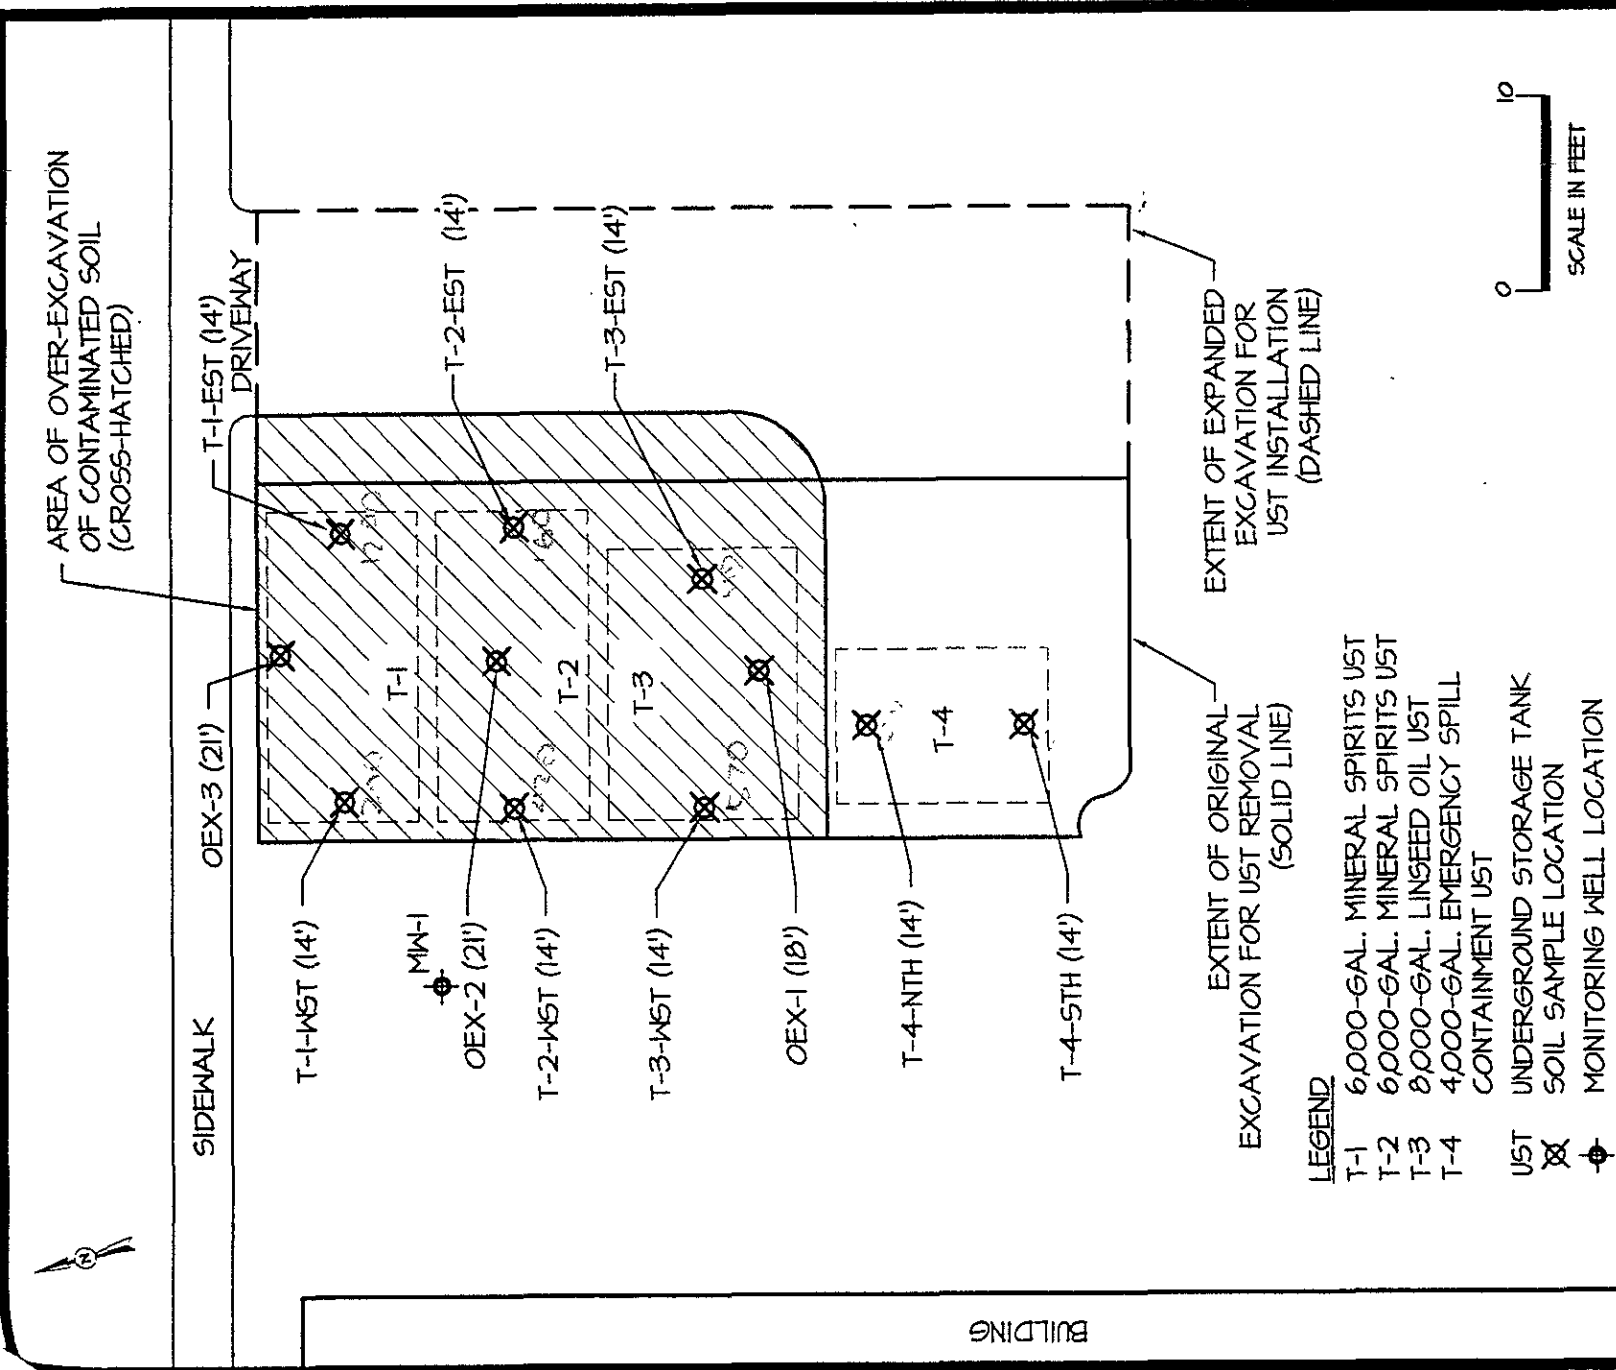 AREA OF OVER-EXCAVATION
OF CONTAMINATED SOIL
(CROSS-HATCHED)
T-1-EST (14')
DRIVEWAY
T-2-EST (14')
T-3-EST (14')
OEX-3 (21')
SIDEWALK
T-1-WST (14')
MW-1
OEX-2 (21')
T-2-WST (14')
T-3-WST (14')
OEX-1 (18')
T-4-NTH (14')
T-4-STH (14')
T-1
T-2
T-3
T-4
570
EXTENT OF EXPANDED
EXCAVATION FOR
UST INSTALLATION
(DASHED LINE)
EXTENT OF ORIGINAL
EXCAVATION FOR UST REMOVAL
(SOLID LINE)
0 10
SCALE IN FEET
LEGEND
T-1 6,000-GAL. MINERAL SPIRITS UST
T-2 6,000-GAL. MINERAL SPIRITS UST
T-3 8,000-GAL. LINSEED OIL UST
T-4 4,000-GAL. EMERGENCY SPILL
CONTAINMENT UST
UST UNDERGROUND STORAGE TANK
SOIL SAMPLE LOCATION
MONITORING WELL LOCATION
BUILDING
N